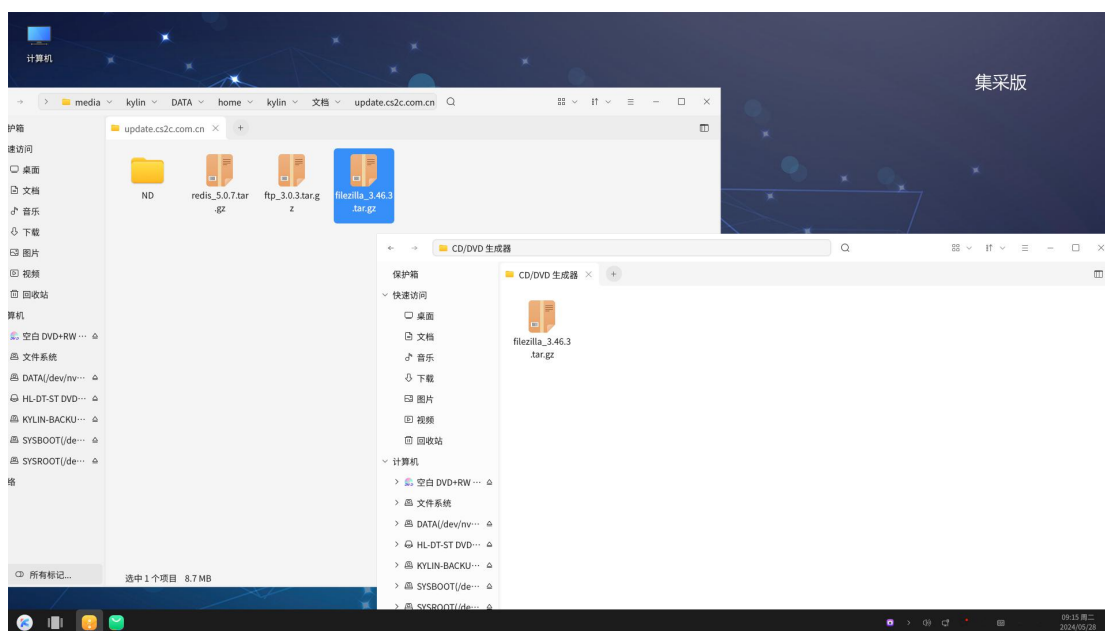 计算机
集采版
media
kylin
DATA
home
kylin
文档
update.cs2c.com.cn
护箱
update.cs2c.com.cn
速访问
桌面
文档
音乐
下载
图片
视频
回收站
算机
空白 DVD+RW ···
文件系统
DATA(/dev/nv···
HL-DT-ST DVD···
KYLIN-BACKU···
SYSBOOT(/de···
SYSROOT(/de···
络
所有标记...
ND
redis_5.0.7.tar
.gz
ftp_3.0.3.tar.g
z
filezilla_3.46.3
.tar.gz
选中 1 个项目 8.7 MB
CD/DVD 生成器
保护箱
CD/DVD 生成器
快速访问
桌面
文档
音乐
下载
图片
视频
回收站
计算机
空白 DVD+RW ···
文件系统
DATA(/dev/nv···
HL-DT-ST DVD···
KYLIN-BACKU···
SYSBOOT(/de···
SYSROOT(/de···
filezilla_3.46.3
.tar.gz
09:15 周二
2024/05/28